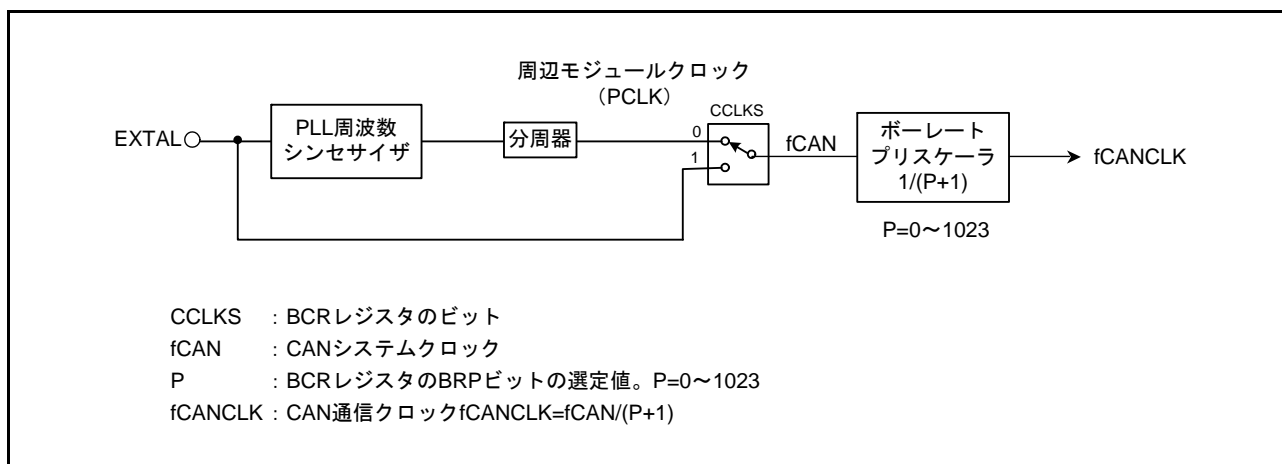 周辺モジュールクロック
（PCLK）
CCLKS
EXTAL
PLL周波数
シンセサイザ
分周器
0
1
fCAN
ボーレート
プリスケーラ
1/(P+1)
fCANCLK
P=0～1023
CCLKS : BCRレジスタのビット
fCAN : CANシステムクロック
P : BCRレジスタのBRPビットの選定値。P=0～1023
fCANCLK : CAN通信クロックfCANCLK=fCAN/(P+1)